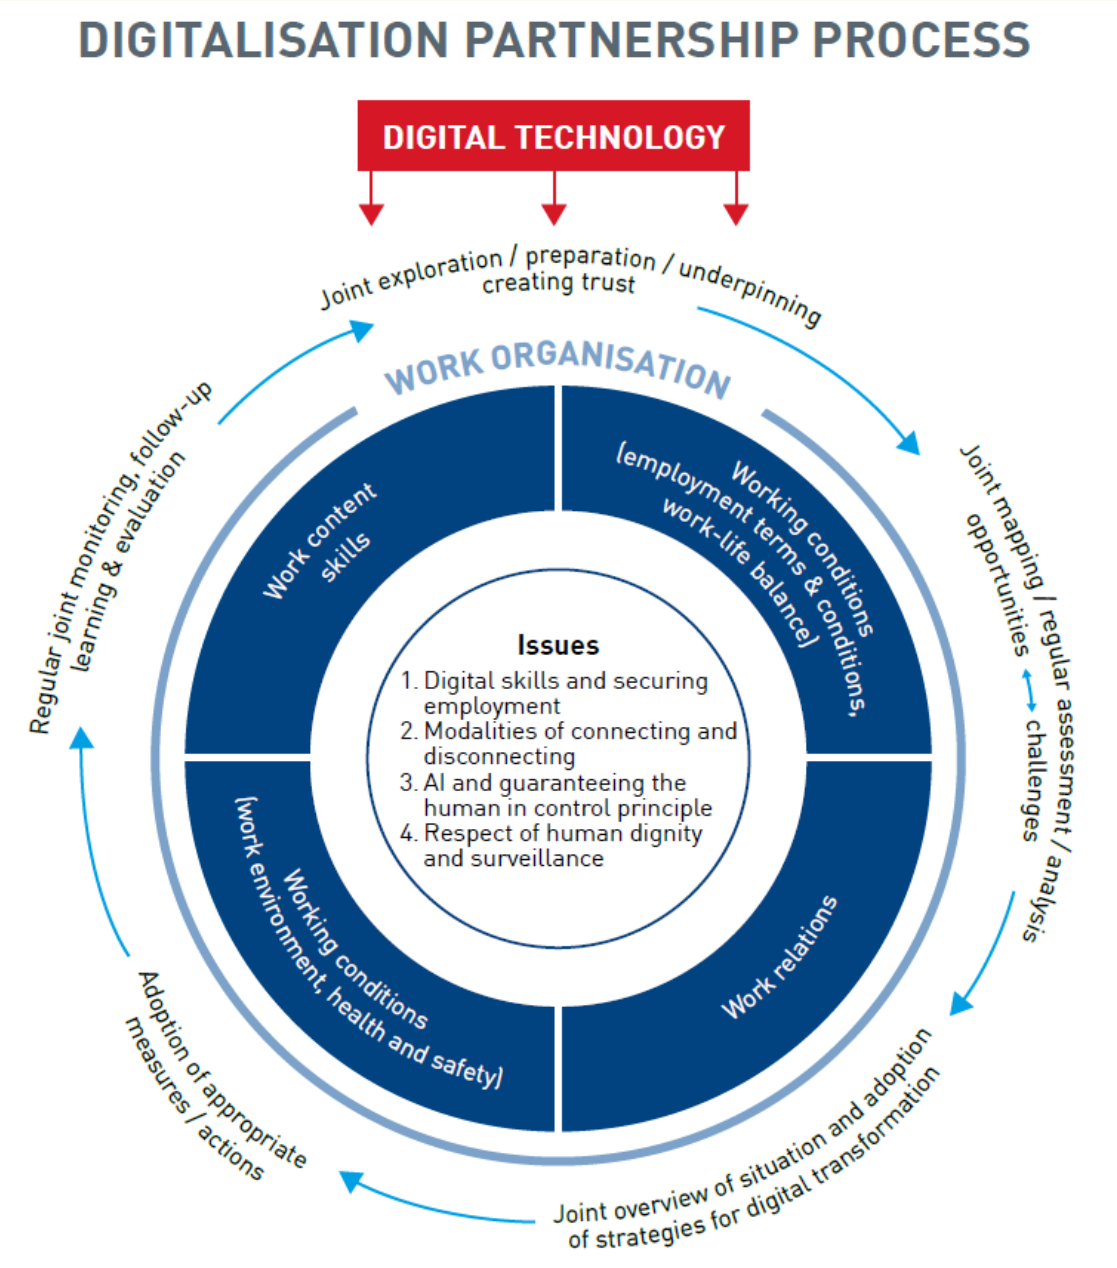 DIGITALISATION PARTNERSHIP PROCESS
DIGITAL TECHNOLOGY
Joint exploration / preparation / underpinning
creating trust
WORK ORGANISATION
Regular joint monitoring, follow-up
learning & evaluation
Joint mapping / regular assessment / analysis
opportunities
challenges
Work content
skills
Working conditions
(employment terms & conditions,
work-life balance)
Issues
1. Digital skills and securing
employment
2. Modalities of connecting and
disconnecting
3. AI and guaranteeing the
human in control principle
4. Respect of human dignity
and surveillance
Working conditions
(work environment, health and safety)
Work relations
Adoption of appropriate
measures / actions
Joint overview of situation and adoption
of strategies for digital transformation